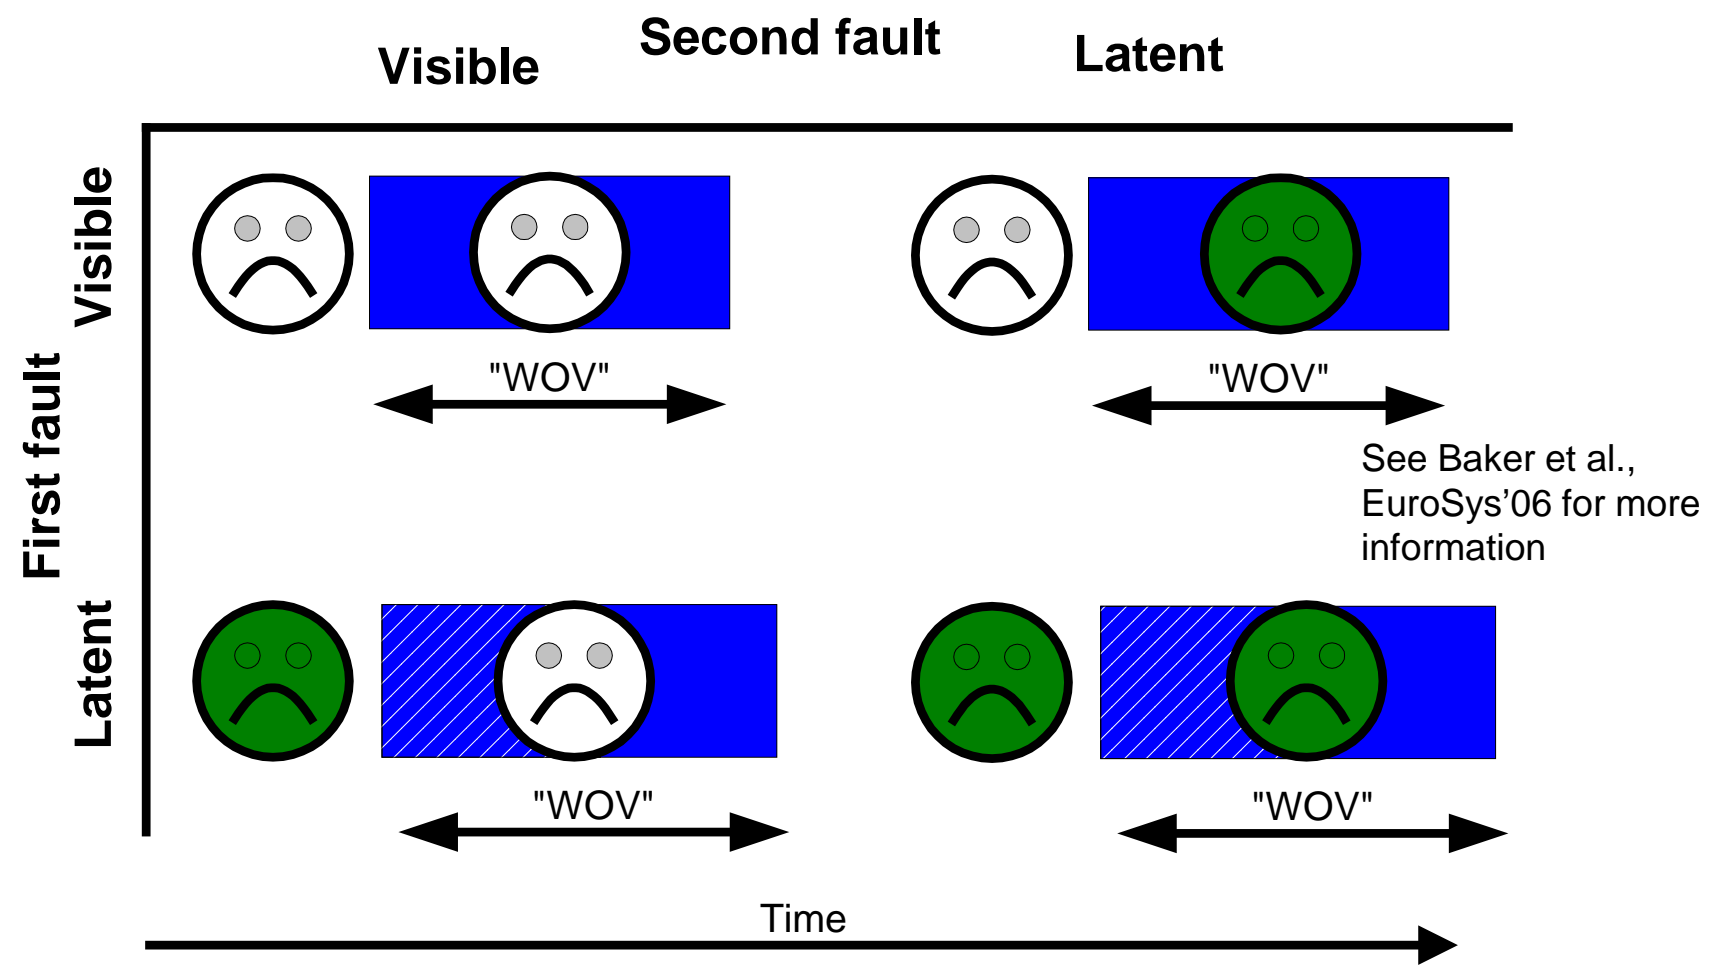 Second fault
Visible
Latent
First fault
Visible
"WOV"
"WOV"
See Baker et al.,
EuroSys’06 for more
information
Latent
"WOV"
"WOV"
Time